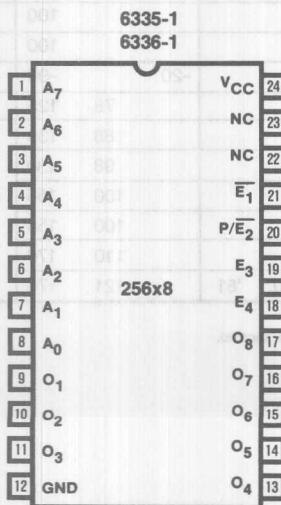 6335-1
6336-1
1 A7 VCC 24
2 A6 NC 23
3 A5 NC 22
4 A4 E̅1̅ 21
5 A3 P/E̅2̅ 20
6 A2 E3 19
256x8
7 A1 E4 18
8 A0 O8 17
9 O1 O7 16
10 O2 O6 15
11 O3 O5 14
12 GND O4 13